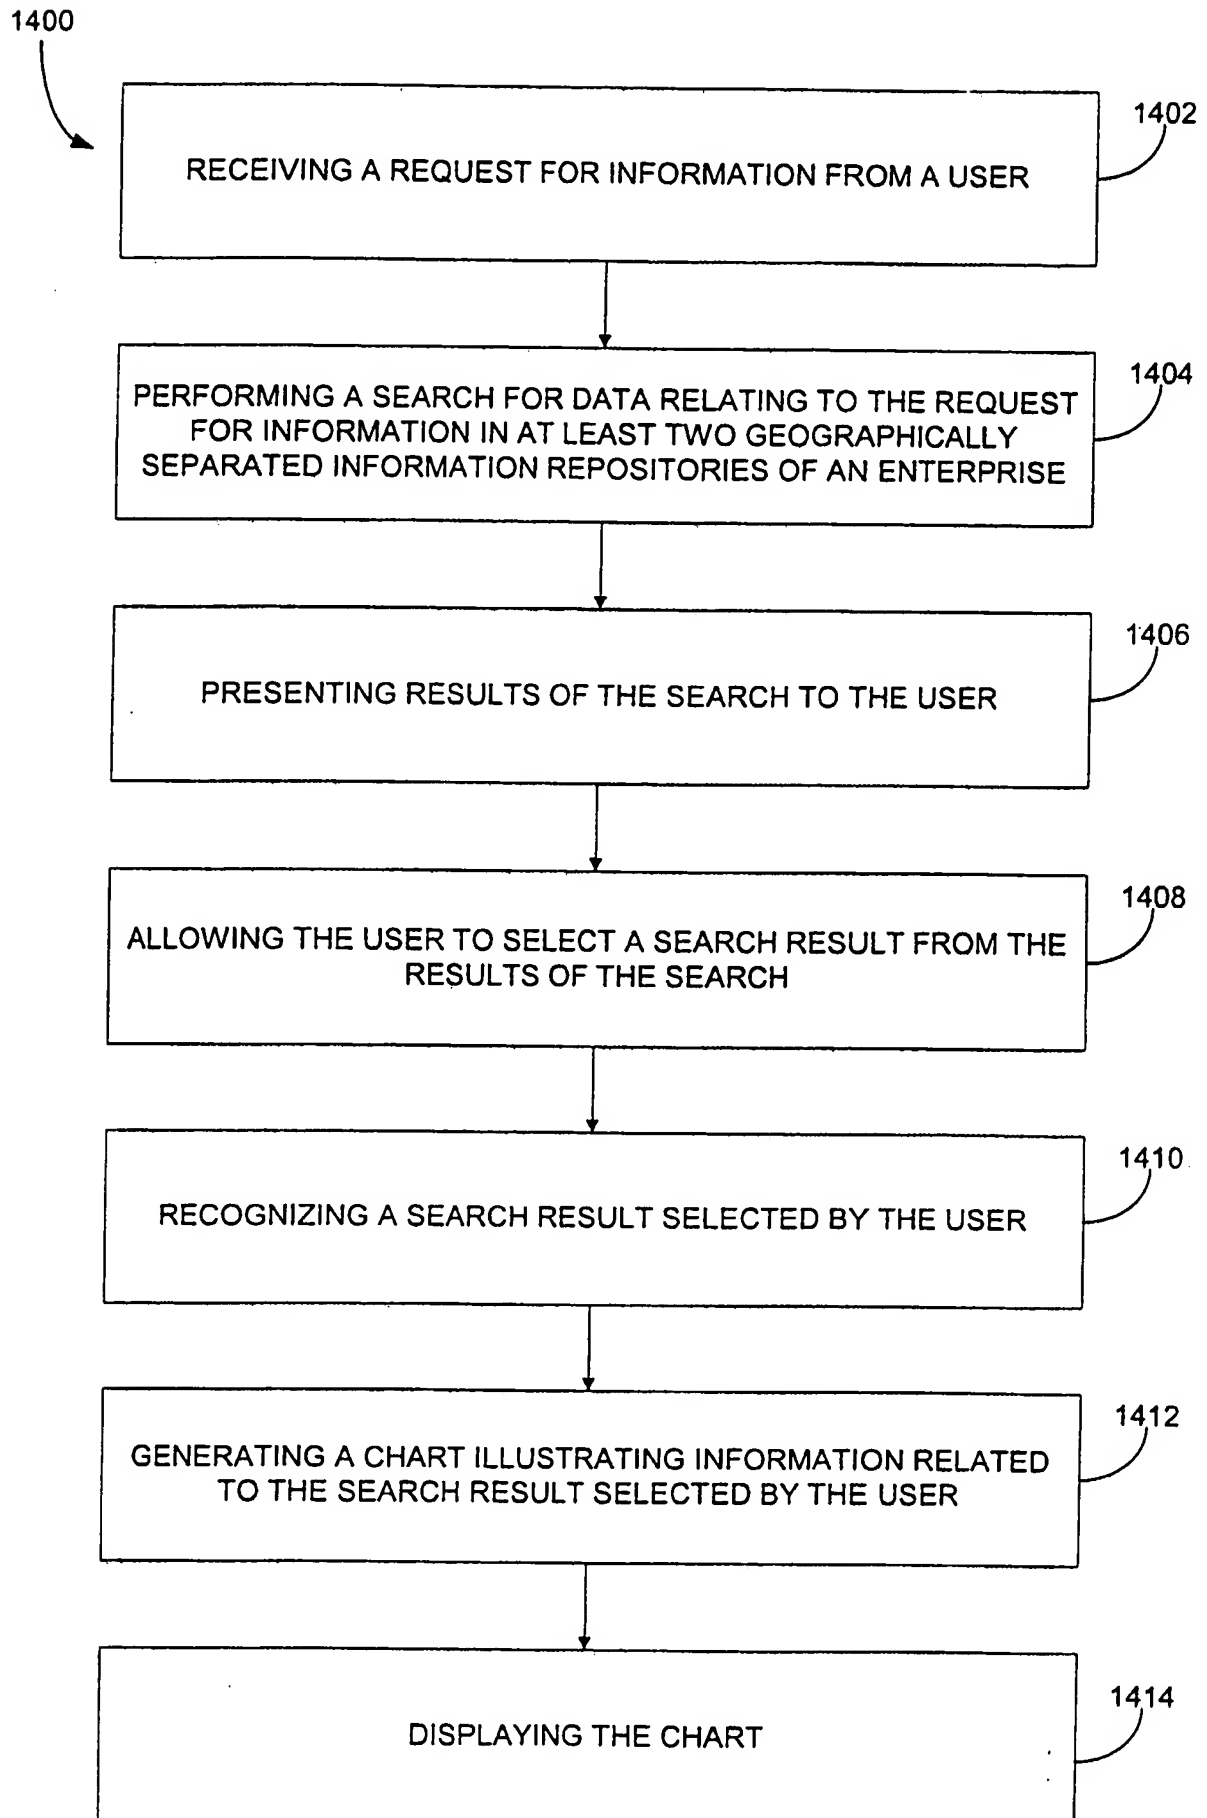 1400
1402
RECEIVING A REQUEST FOR INFORMATION FROM A USER
1404
PERFORMING A SEARCH FOR DATA RELATING TO THE REQUEST
FOR INFORMATION IN AT LEAST TWO GEOGRAPHICALLY
SEPARATED INFORMATION REPOSITORIES OF AN ENTERPRISE
1406
PRESENTING RESULTS OF THE SEARCH TO THE USER
1408
ALLOWING THE USER TO SELECT A SEARCH RESULT FROM THE
RESULTS OF THE SEARCH
1410
RECOGNIZING A SEARCH RESULT SELECTED BY THE USER
1412
GENERATING A CHART ILLUSTRATING INFORMATION RELATED
TO THE SEARCH RESULT SELECTED BY THE USER
1414
DISPLAYING THE CHART